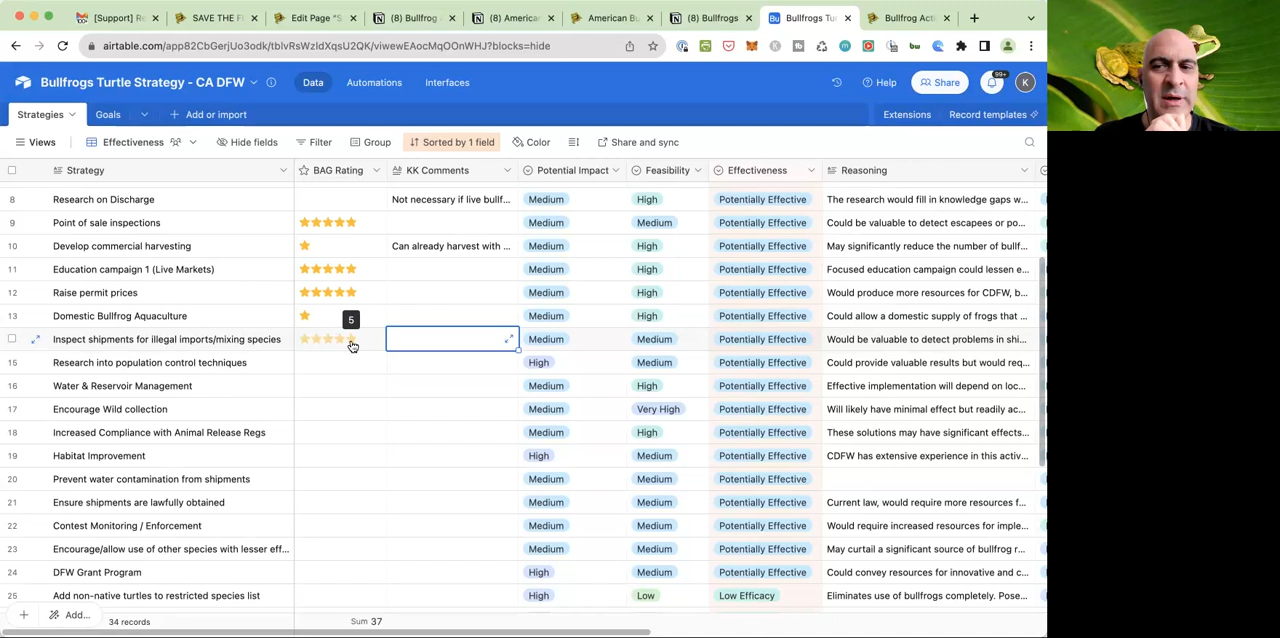 [Support] R
SAVE THE F
Edit Page "S
(8) Bullfrog
(8) American
American Bu
(8) Bullfrogs
Bullfrogs Tu
Bullfrog Acti
airtable.com/app82CbGerjUo3odk/tblvRsWzIdXqsU2QK/viwewEAocMqOOnWHJ?blocks=hide
Bullfrogs Turtle Strategy - CA DFW
Data Automations Interfaces
Help Share 99+ K
Strategies Goals Add or import Extensions Record templates
Views Effectiveness Hide fields Filter Group Sorted by 1 field Color Share and sync
Strategy BAG Rating KK Comments Potential Impact Feasibility Effectiveness Reasoning
8 Research on Discharge Not necessary if live bullf... Medium High Potentially Effective The research would fill in knowledge gaps w...
9 Point of sale inspections Medium Medium Potentially Effective Could be valuable to detect escapees or po...
10 Develop commercial harvesting Can already harvest with ... Medium High Potentially Effective May significantly reduce the number of bullf...
11 Education campaign 1 (Live Markets) Medium High Potentially Effective Focused education campaign could lessen e...
12 Raise permit prices Medium High Potentially Effective Would produce more resources for CDFW, b...
13 Domestic Bullfrog Aquaculture Medium High Potentially Effective Could allow a domestic supply of frogs that ...
5
Inspect shipments for illegal imports/mixing species Medium Medium Potentially Effective Would be valuable to detect problems in shi...
15 Research into population control techniques High Medium Potentially Effective Could provide valuable results but would req...
16 Water & Reservoir Management Medium High Potentially Effective Effective implementation will depend on loc...
17 Encourage Wild collection Medium Very High Potentially Effective Will likely have minimal effect but readily ac...
18 Increased Compliance with Animal Release Regs Medium High Potentially Effective These solutions may have significant effects...
19 Habitat Improvement High Medium Potentially Effective CDFW has extensive experience in this activ...
20 Prevent water contamination from shipments Medium Medium Potentially Effective
21 Ensure shipments are lawfully obtained Medium Medium Potentially Effective Current law, would require more resources f...
22 Contest Monitoring / Enforcement Medium Medium Potentially Effective Would require increased resources for imple...
23 Encourage/allow use of other species with lesser eff... Medium Medium Potentially Effective May curtail a significant source of bullfrog r...
24 DFW Grant Program High Medium Potentially Effective Could convey resources for innovative and c...
25 Add non-native turtles to restricted species list High Low Low Efficacy Eliminates use of bullfrogs completely. Pose...
Add...
34 records Sum 37